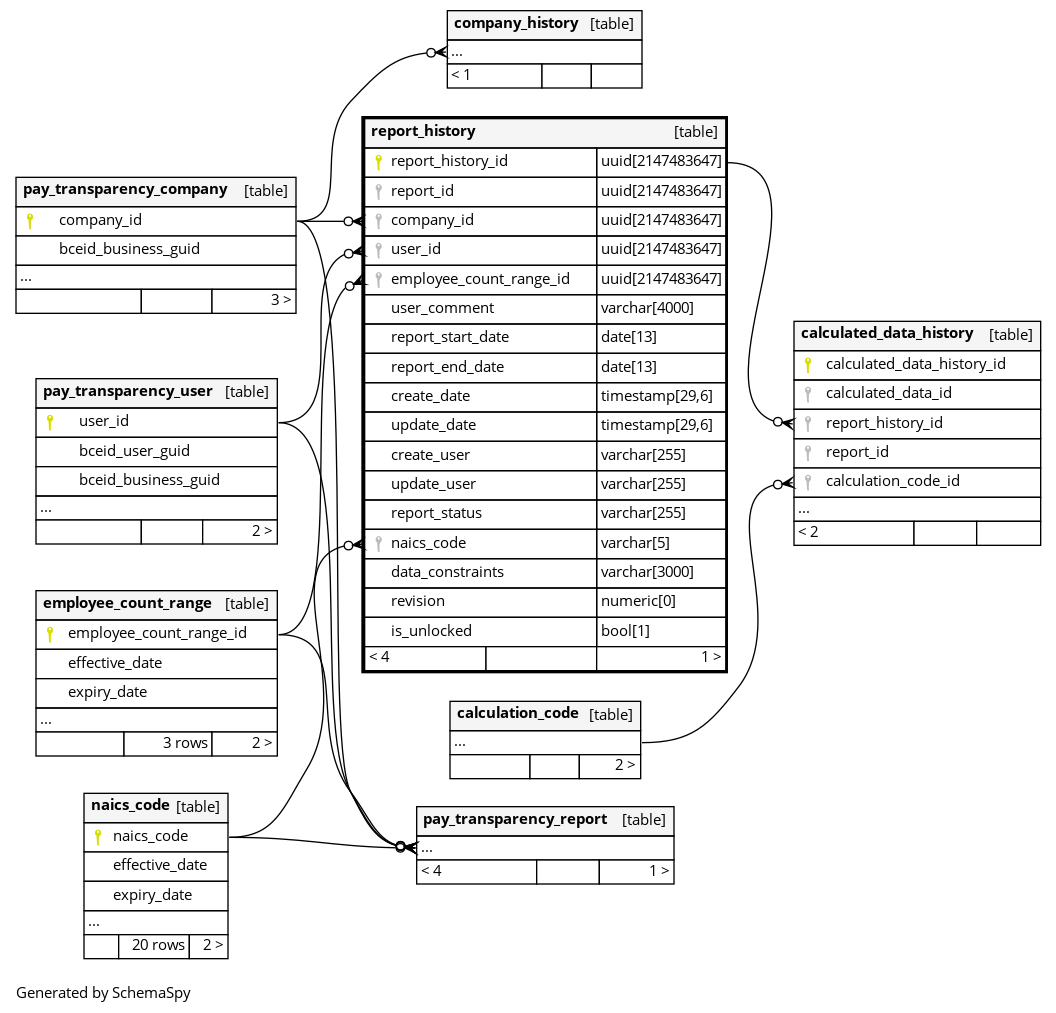 company_history [table]
...
< 1
report_history [table]
report_history_id uuid[2147483647]
report_id uuid[2147483647]
company_id uuid[2147483647]
user_id uuid[2147483647]
employee_count_range_id uuid[2147483647]
user_comment varchar[4000]
report_start_date date[13]
report_end_date date[13]
create_date timestamp[29,6]
update_date timestamp[29,6]
create_user varchar[255]
update_user varchar[255]
report_status varchar[255]
naics_code varchar[5]
data_constraints varchar[3000]
revision numeric[0]
is_unlocked bool[1]
< 4 1 >
pay_transparency_company [table]
company_id
bceid_business_guid
...
3 >
pay_transparency_user [table]
user_id
bceid_user_guid
bceid_business_guid
...
2 >
employee_count_range [table]
employee_count_range_id
effective_date
expiry_date
...
3 rows 2 >
naics_code [table]
naics_code
effective_date
expiry_date
...
20 rows 2 >
calculated_data_history [table]
calculated_data_history_id
calculated_data_id
report_history_id
report_id
calculation_code_id
...
< 2
calculation_code [table]
...
2 >
pay_transparency_report [table]
...
< 4 1 >
Generated by SchemaSpy